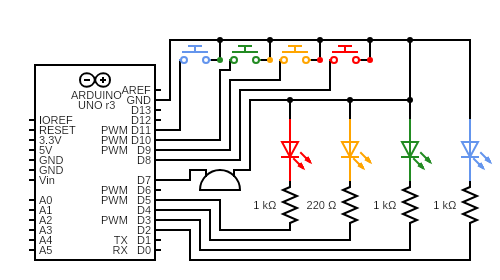 ARDUINO
UNO r3
AREF
GND
D13
D12
IOREF
RESET PWM D11
3.3V PWM D10
5V PWM D9
GND D8
GND
Vin D7
PWM D6
A0 PWM D5
A1 D4
A2 PWM D3
A3 D2
A4 TX D1
A5 RX D0
1 kΩ 220 Ω 1 kΩ 1 kΩ